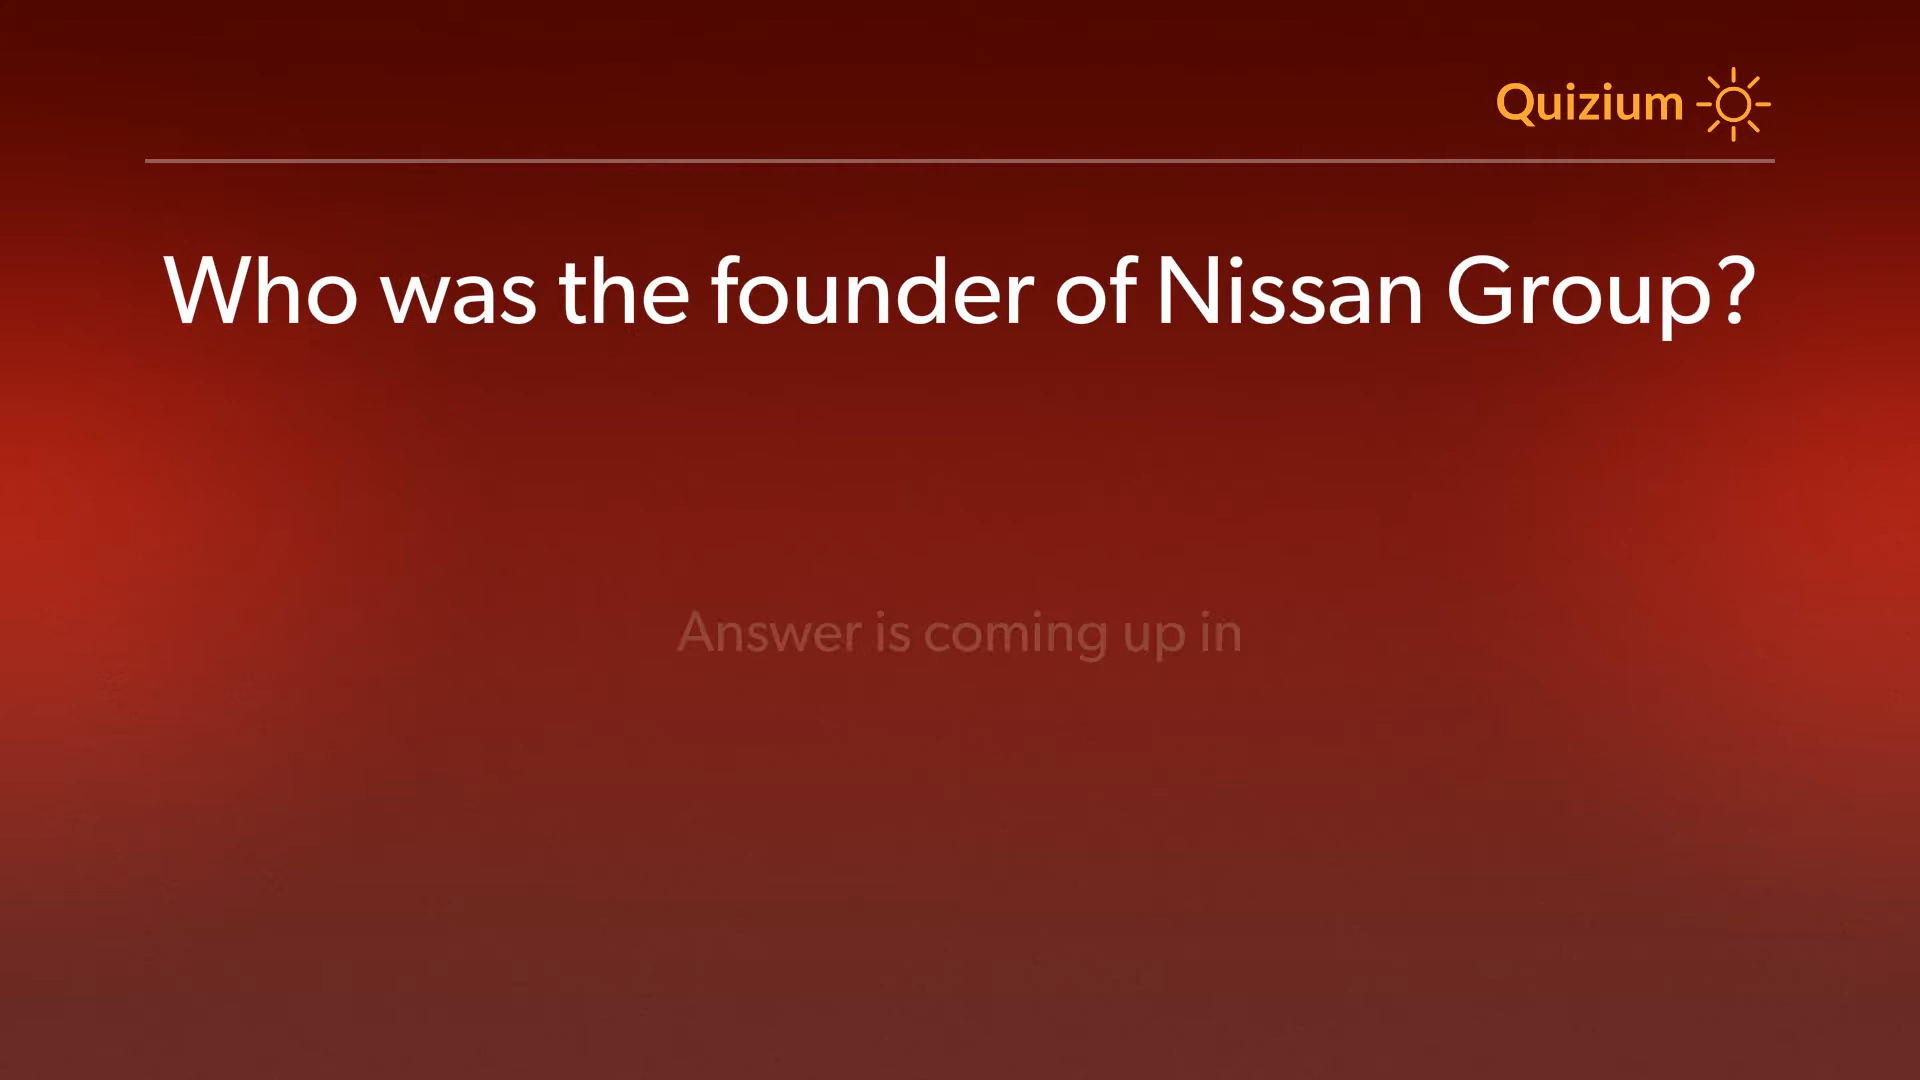 Quizium
Who was the founder of Nissan Group?
Answer is coming up in